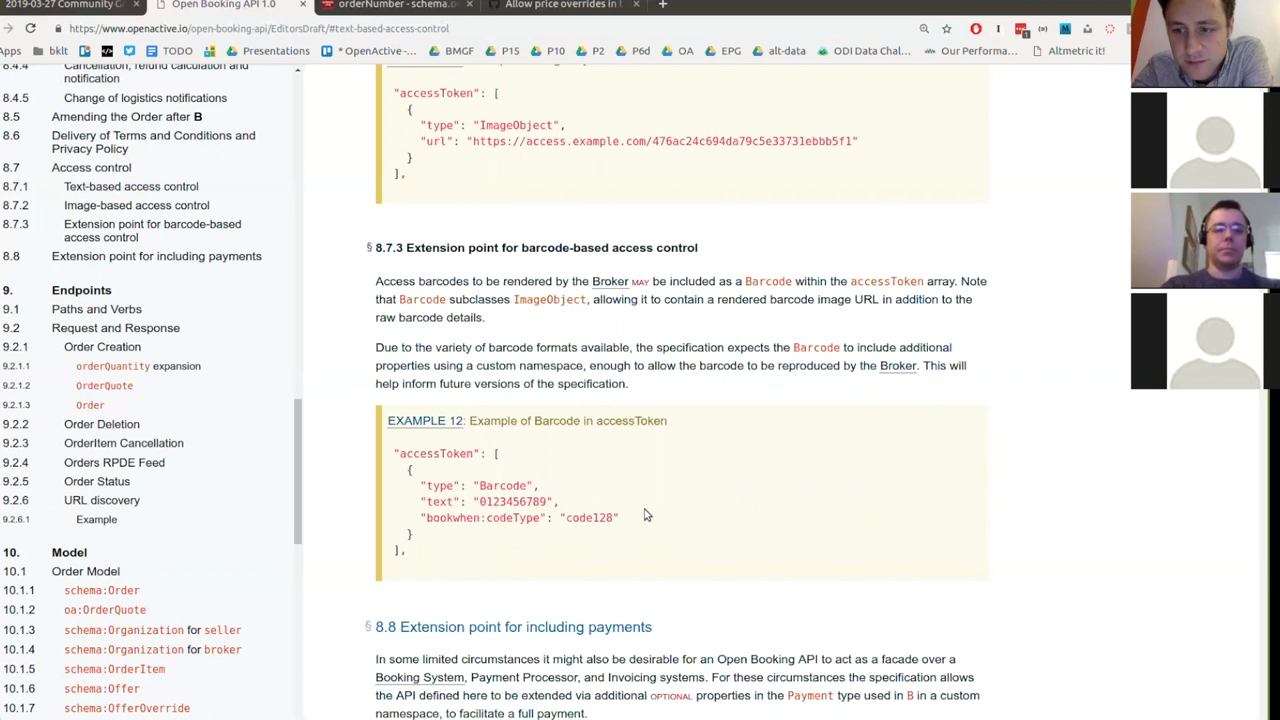 2019-03-27 Community G
Open Booking API 1.0
orderNumber - schema.o
Allow price overrides in
https://www.openactive.io/open-booking-api/EditorsDraft/#text-based-access-control
Apps
bklt
TODO
Presentations
* *OpenActive -
BMGF
P15
P10
P2
P6d
OA
EPG
alt-data
ODI Data Chal...
Our Performa...
Altmetric it!
8.4.4 Cancellation, refund calculation and
notification
8.4.5 Change of logistics notifications
8.5 Amending the Order after B
8.6 Delivery of Terms and Conditions and
Privacy Policy
8.7 Access control
8.7.1 Text-based access control
8.7.2 Image-based access control
8.7.3 Extension point for barcode-based
access control
8.8 Extension point for including payments
9. Endpoints
9.1 Paths and Verbs
9.2 Request and Response
9.2.1 Order Creation
9.2.1.1 orderQuantity expansion
9.2.1.2 OrderQuote
9.2.1.3 Order
9.2.2 Order Deletion
9.2.3 OrderItem Cancellation
9.2.4 Orders RPDE Feed
9.2.5 Order Status
9.2.6 URL discovery
9.2.6.1 Example
10. Model
10.1 Order Model
10.1.1 schema:Order
10.1.2 oa:OrderQuote
10.1.3 schema:Organization for seller
10.1.4 schema:Organization for broker
10.1.5 schema:OrderItem
10.1.6 schema:Offer
10.1.7 schema:OfferOverride
"accessToken": [
{
"type": "ImageObject",
"url": "https://access.example.com/476ac24c694da79c5e33731ebbb5f1"
}
],
§ 8.7.3 Extension point for barcode-based access control
Access barcodes to be rendered by the Broker MAY be included as a Barcode within the accessToken array. Note
that Barcode subclasses ImageObject, allowing it to contain a rendered barcode image URL in addition to the
raw barcode details.
Due to the variety of barcode formats available, the specification expects the Barcode to include additional
properties using a custom namespace, enough to allow the barcode to be reproduced by the Broker. This will
help inform future versions of the specification.
EXAMPLE 12: Example of Barcode in accessToken
"accessToken": [
{
"type": "Barcode",
"text": "0123456789",
"bookwhen:codeType": "code128"
}
],
§ 8.8 Extension point for including payments
In some limited circumstances it might also be desirable for an Open Booking API to act as a facade over a
Booking System, Payment Processor, and Invoicing systems. For these circumstances the specification allows
the API defined here to be extended via additional OPTIONAL properties in the Payment type used in B in a custom
namespace, to facilitate a full payment.